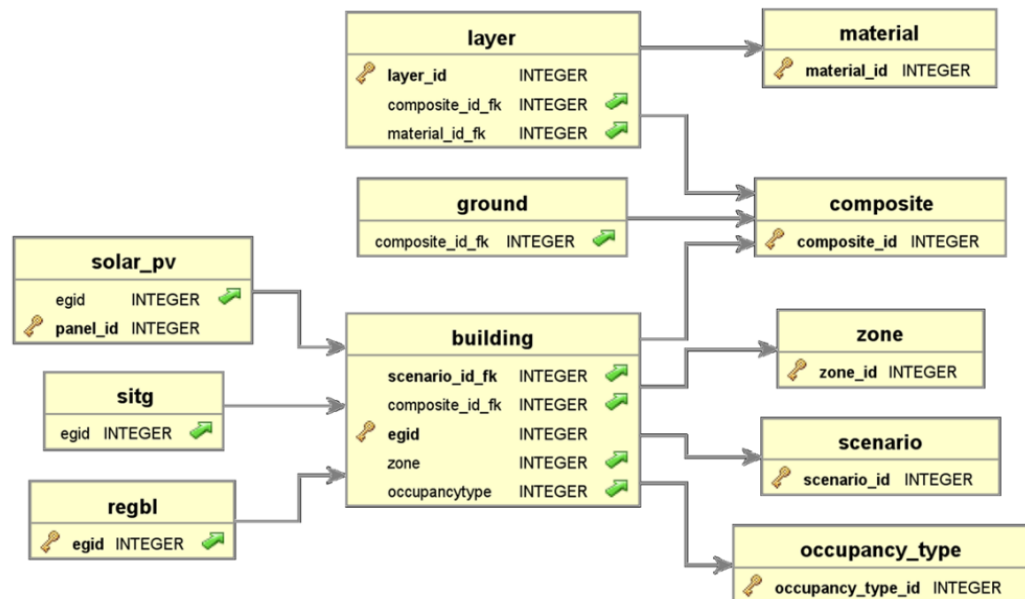 layer
layer_id INTEGER
composite_id_fk INTEGER
material_id_fk INTEGER
material
material_id INTEGER
ground
composite_id_fk INTEGER
composite
composite_id INTEGER
solar_pv
egid INTEGER
panel_id INTEGER
building
scenario_id_fk INTEGER
composite_id_fk INTEGER
egid INTEGER
zone INTEGER
occupancytype INTEGER
zone
zone_id INTEGER
sitg
egid INTEGER
scenario
scenario_id INTEGER
regbl
egid INTEGER
occupancy_type
occupancy_type_id INTEGER